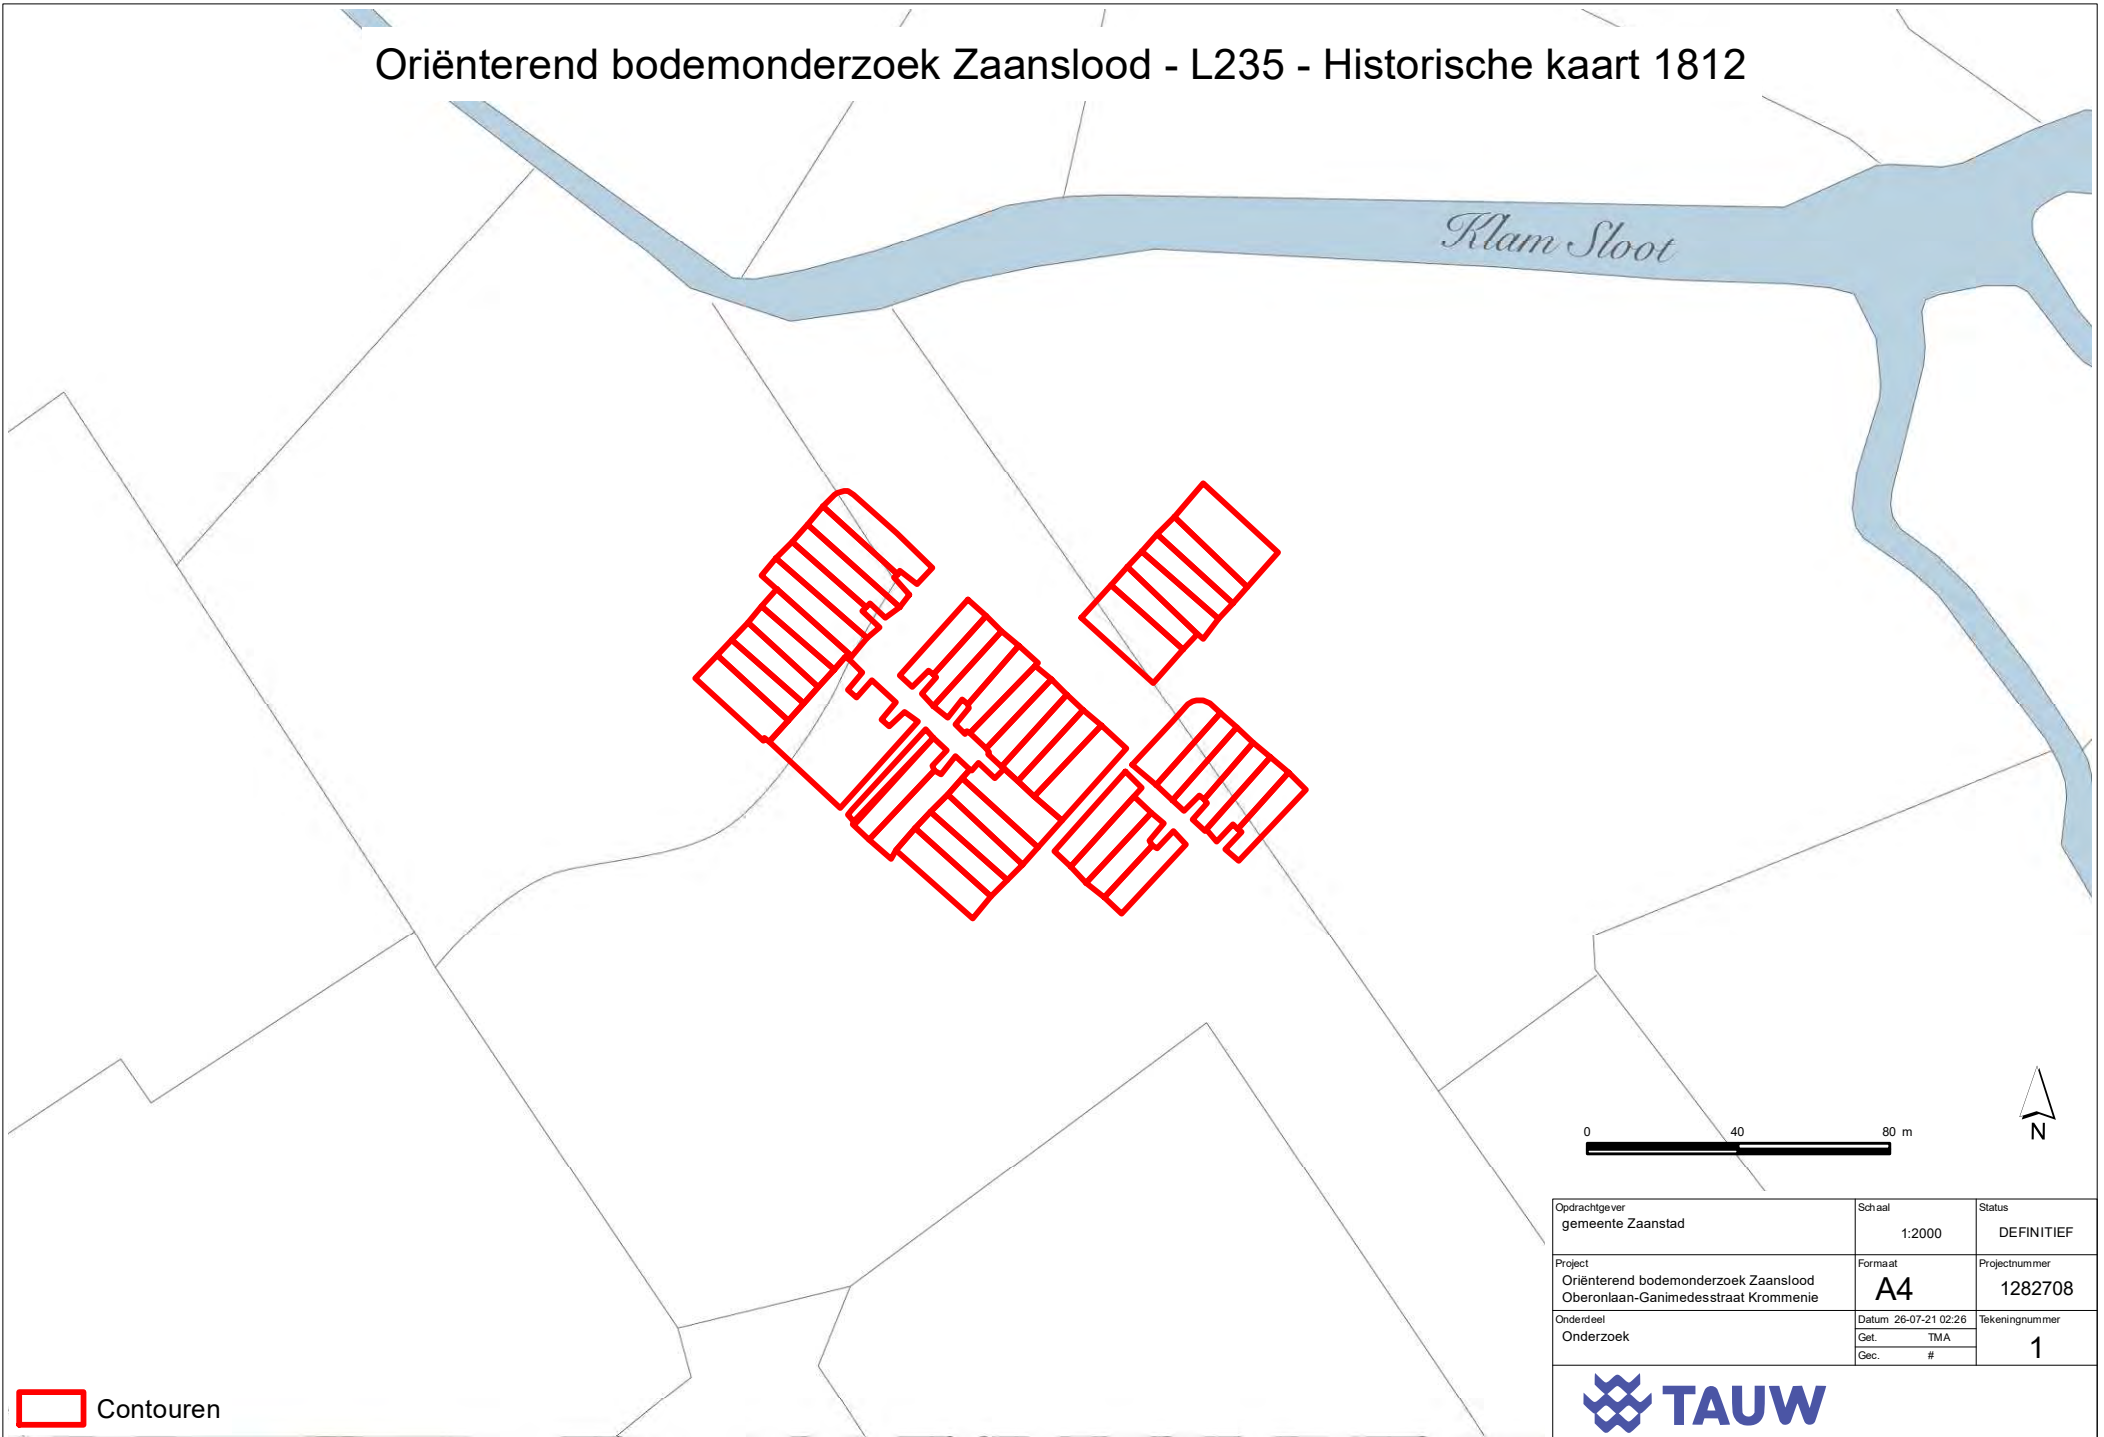 Oriënterend bodemonderzoek Zaanslood - L235 - Historische kaart 1812
Klam Sloot
0 40 80 m
N
Opdrachtgever
gemeente Zaanstad
Schaal
1:2000
Status
DEFINITIEF
Project
Oriënterend bodemonderzoek Zaanslood
Oberonlaan-Ganimedesstraat Krommenie
Formaat
A4
Projectnummer
1282708
Onderdeel
Onderzoek
Datum 26-07-21 02:26
Get. TMA
Gec. #
Tekeningnummer
1
TAUW
Contouren